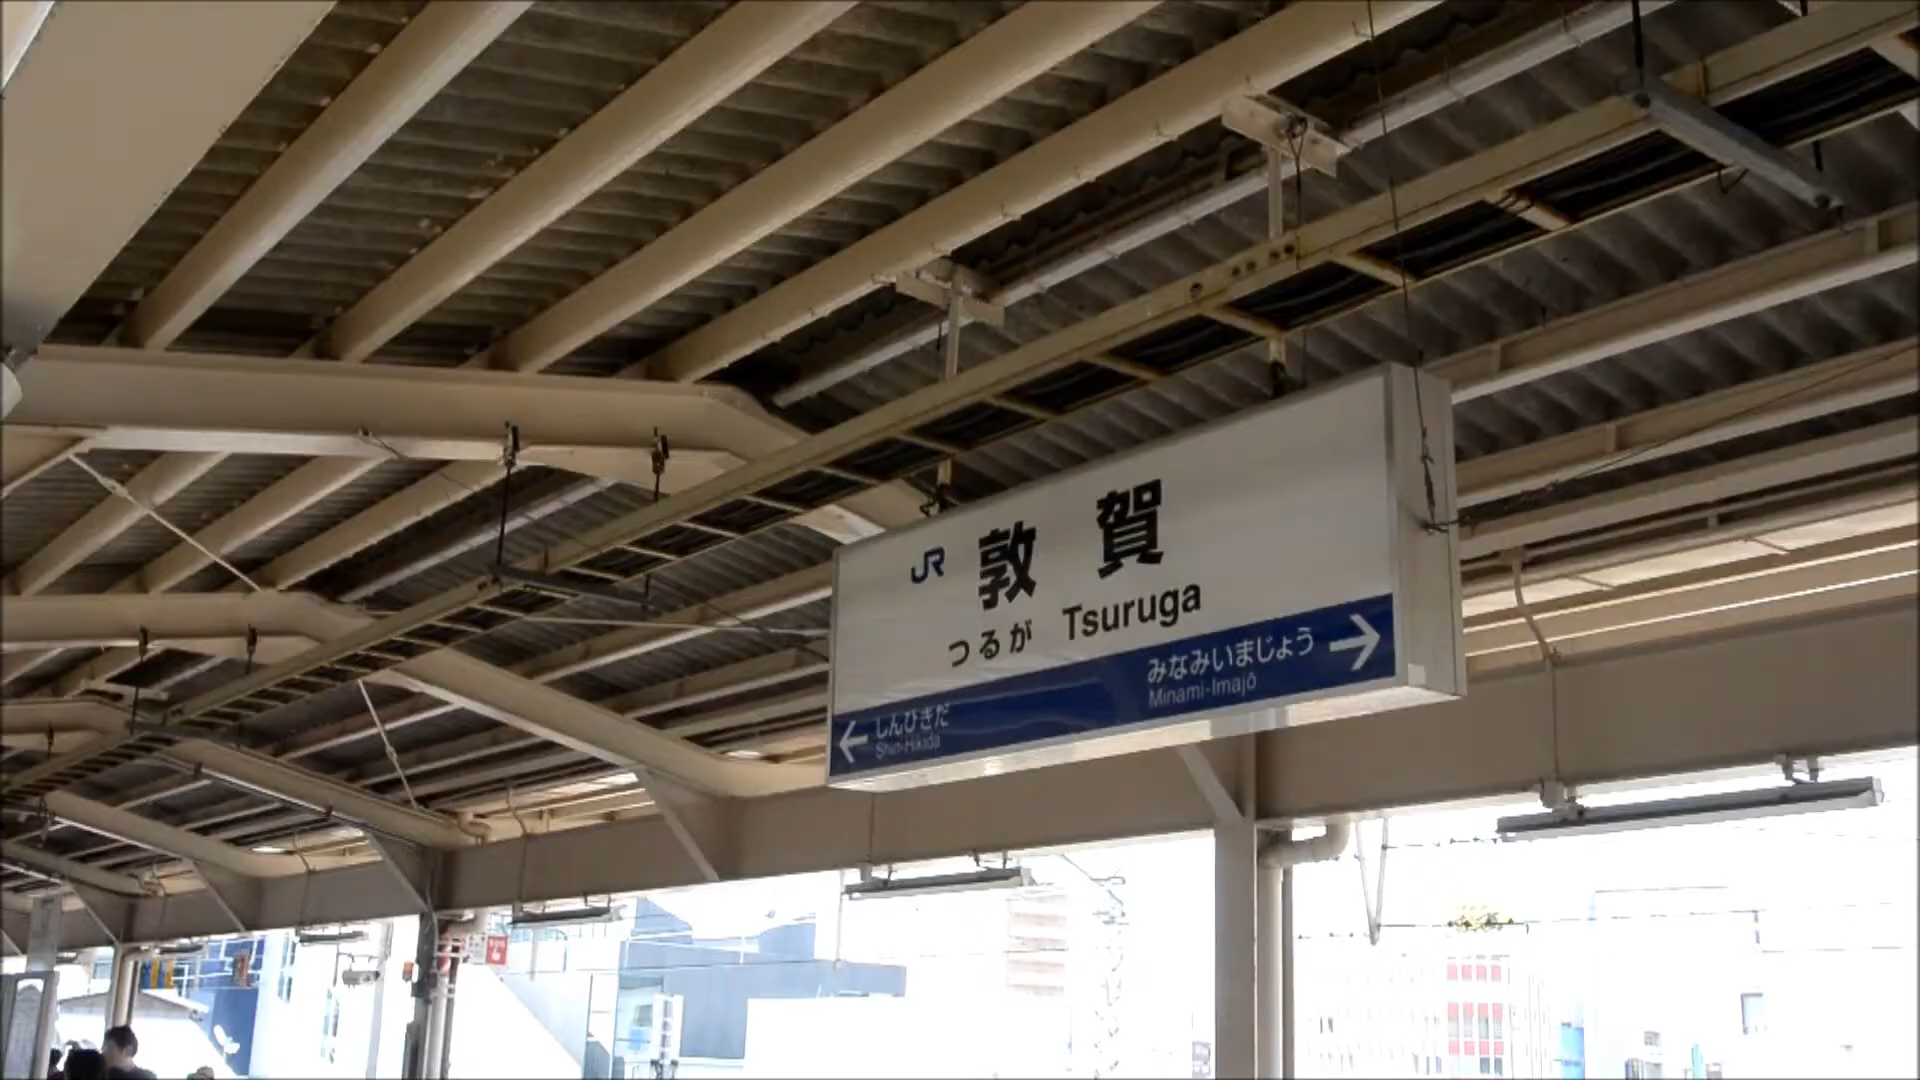 JR 敦賀
つるが Tsuruga
みなみいまじょう
Minami-Imajō
しんひきだ
Shin-Hikida